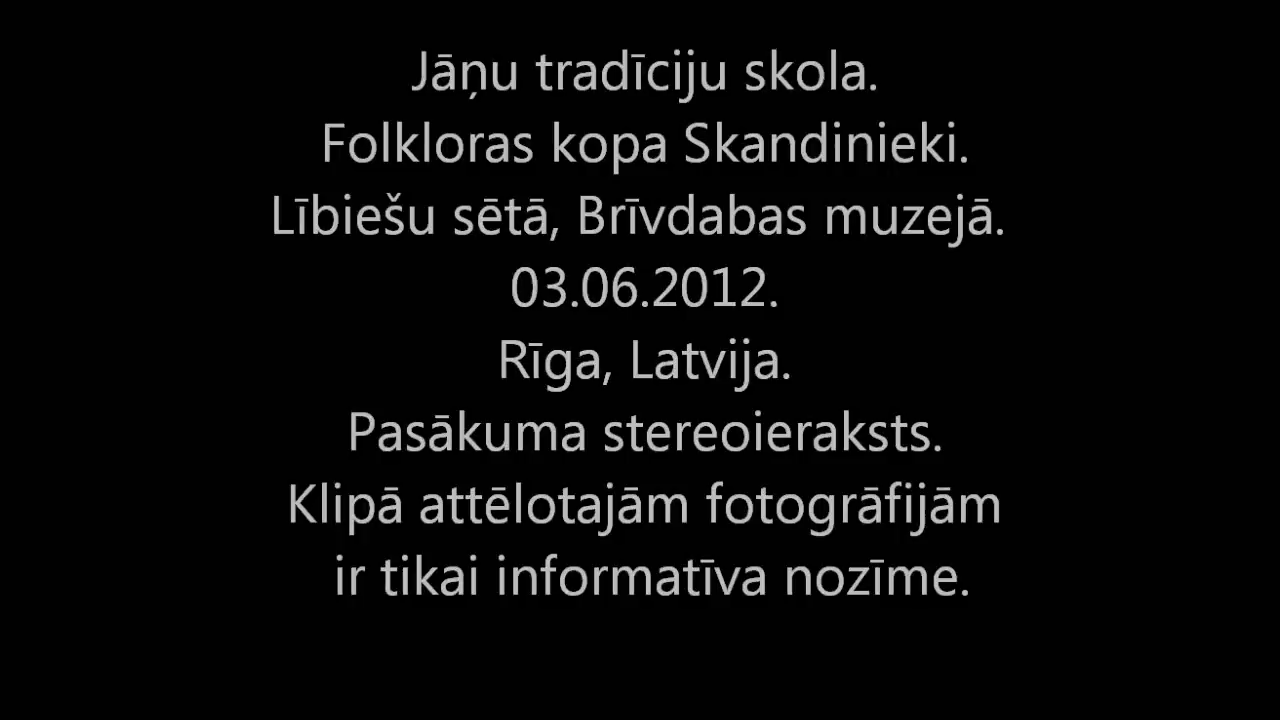 Jāņu tradīciju skola.
Folkloras kopa Skandinieki.
Lībiešu sētā, Brīvdabas muzejā.
03.06.2012.
Rīga, Latvija.
Pasākuma stereoieraksts.
Klipā attēlotajām fotogrāfijām
ir tikai informatīva nozīme.